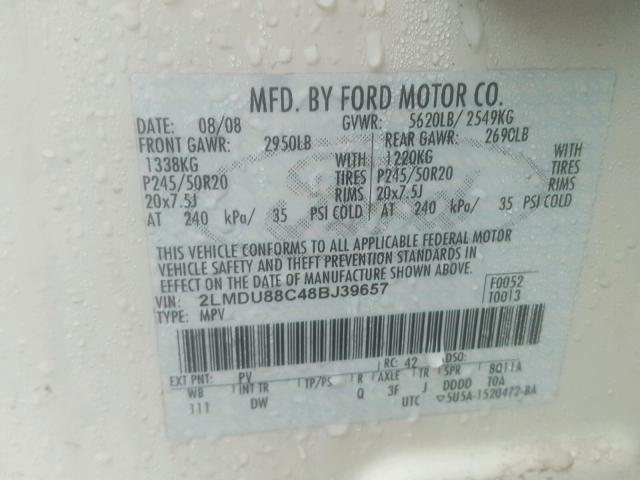 MFD. BY FORD MOTOR CO.
DATE: 08/08 GVWR: 5620LB/ 2549KG
FRONT GAWR: 2950LB REAR GAWR: 2690LB
1338KG WITH 1220KG WITH
P245/50R20 TIRES P245/50R20 TIRES
20x7.5J RIMS 20x7.5J RIMS
AT 240 kPa/ 35 PSI COLD AT 240 kPa/ 35 PSI COLD
THIS VEHICLE CONFORMS TO ALL APPLICABLE FEDERAL MOTOR
VEHICLE SAFETY AND THEFT PREVENTION STANDARDS IN
EFFECT ON THE DATE OF MANUFACTURE SHOWN ABOVE.
VIN: 2LMDU88C48BJ39657 F0052
TYPE: MPV T0013
EXT PNT: PV RC: 42 DSO:
WB INT TR TP/PS R AXLE TR SPR 8Q11A
111 DW Q 3F J DDDD TOA
UTC ▽5U5A-1520472-BA